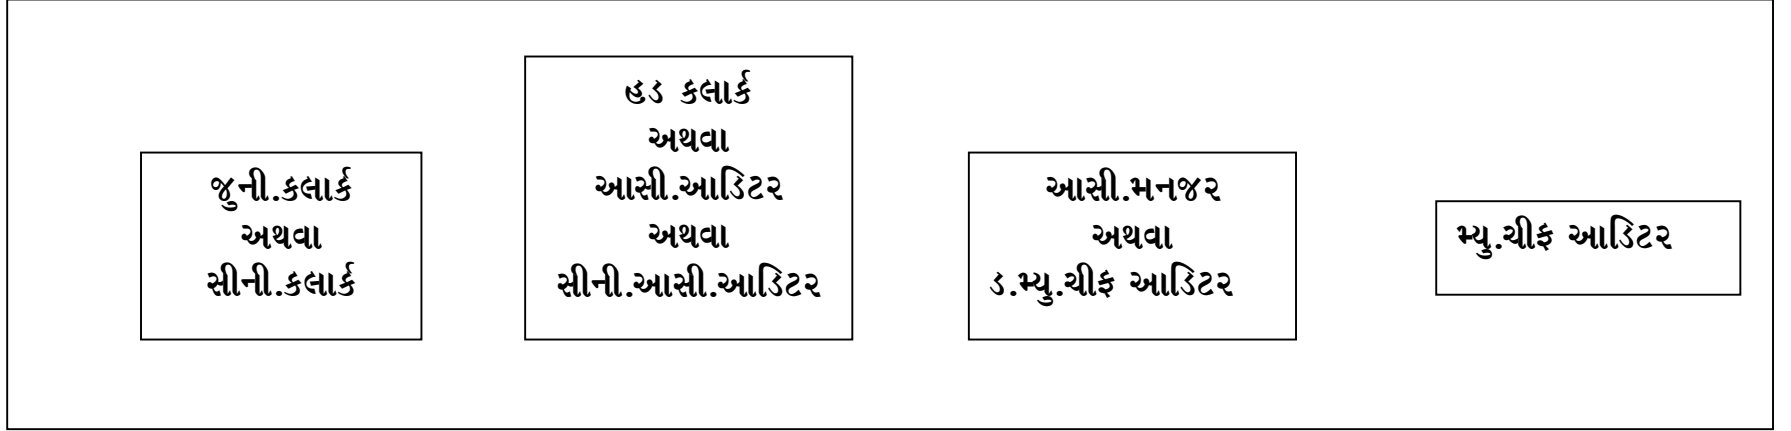 જુની.કલાર્ક
અથવા
સીની.કલાર્ક
હડ કલાર્ક
અથવા
આસી.આડિટર
અથવા
સીની.આસી.આડિટર
આસી.મનજર
અથવા
ડ.મ્યુ.ચીફ આડિટર
મ્યુ.ચીફ આડિટર